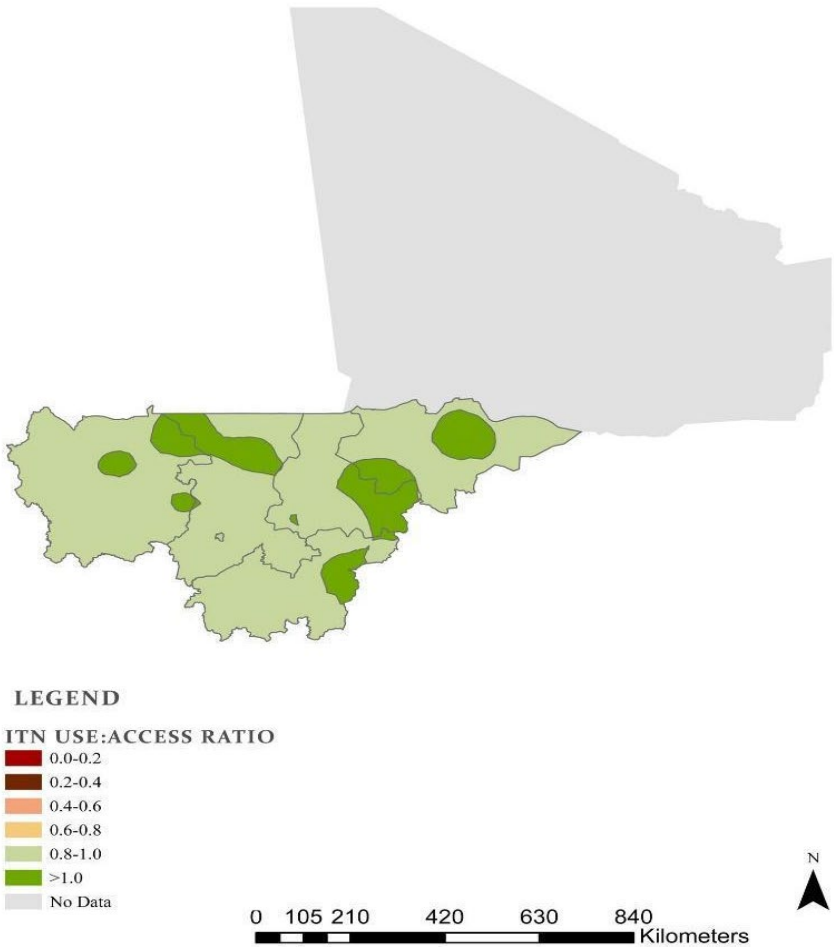 LEGEND
ITN USE:ACCESS RATIO
0.0-0.2
0.2-0.4
0.4-0.6
0.6-0.8
0.8-1.0
>1.0
No Data
N
0 105 210 420 630 840
Kilometers